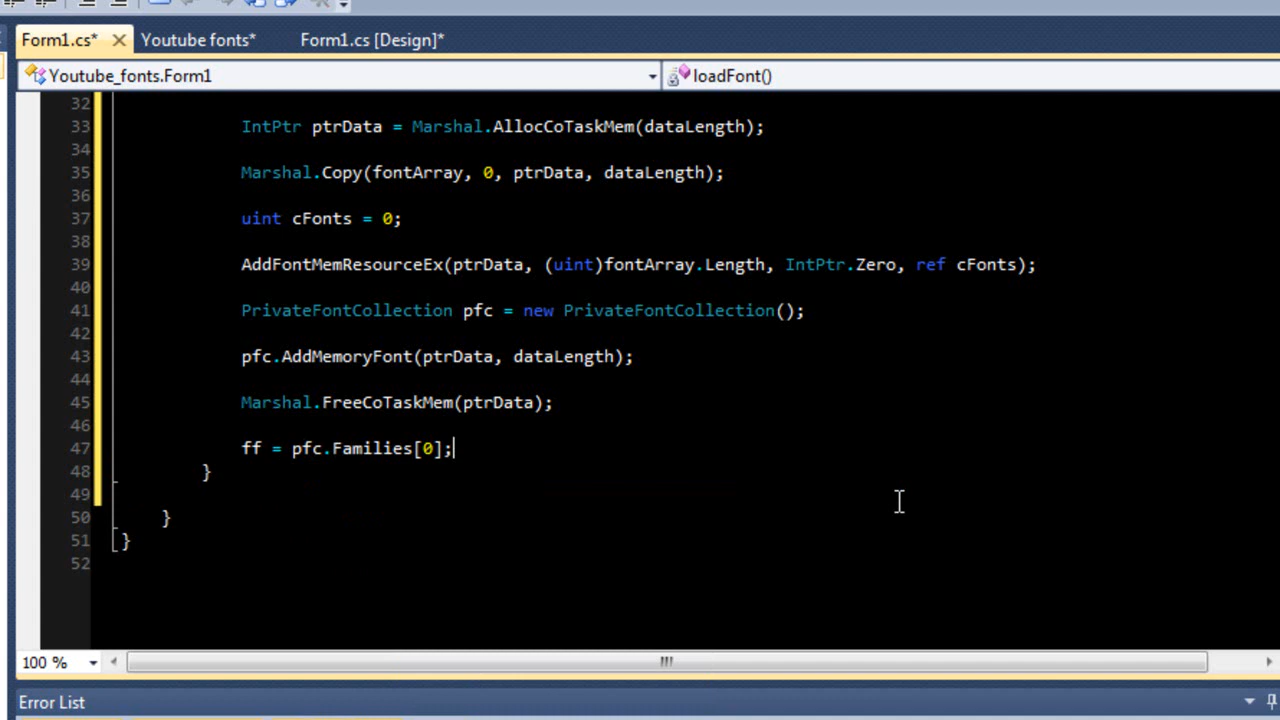 Form1.cs* Youtube fonts* Form1.cs [Design]*
Youtube_fonts.Form1 loadFont()
32
33 IntPtr ptrData = Marshal.AllocCoTaskMem(dataLength);
34
35 Marshal.Copy(fontArray, 0, ptrData, dataLength);
36
37 uint cFonts = 0;
38
39 AddFontMemResourceEx(ptrData, (uint)fontArray.Length, IntPtr.Zero, ref cFonts);
40
41 PrivateFontCollection pfc = new PrivateFontCollection();
42
43 pfc.AddMemoryFont(ptrData, dataLength);
44
45 Marshal.FreeCoTaskMem(ptrData);
46
47 ff = pfc.Families[0];
48 }
49
50 }
51 }
52
100 %
Error List